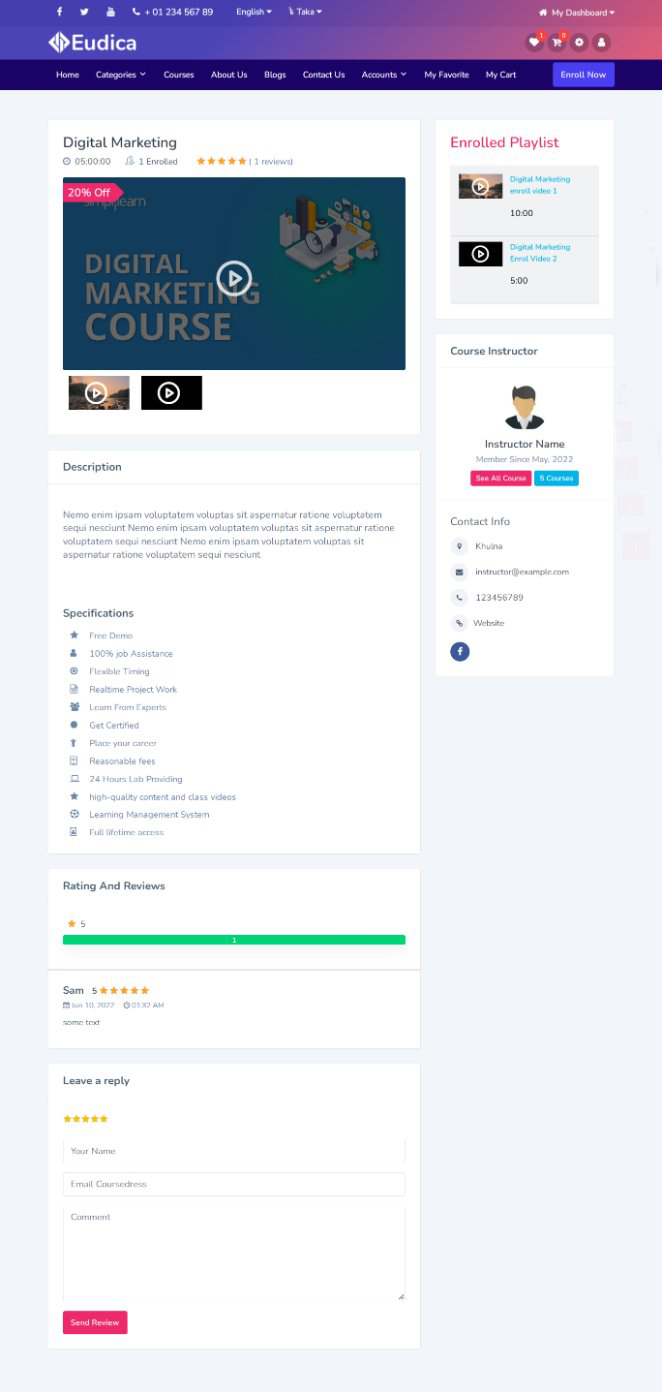 + 01 234 567 89
English
৳ Taka
My Dashboard
Eudica
1
0
Home
Categories
Courses
About Us
Blogs
Contact Us
Accounts
My Favorite
My Cart
Enroll Now
Digital Marketing
05:00:00
1 Enrolled
( 1 reviews)
20% Off
simplilearn
DIGITAL
MARKETING
COURSE
Description
Nemo enim ipsam voluptatem voluptas sit aspernatur ratione voluptatem
sequi nesciunt Nemo enim ipsam voluptatem voluptas sit aspernatur ratione
voluptatem sequi nesciunt Nemo enim ipsam voluptatem voluptas sit
aspernatur ratione voluptatem sequi nesciunt
Specifications
Free Demo
100% job Assistance
Flexible Timing
Realtime Project Work
Learn From Experts
Get Certified
Place your career
Reasonable fees
24 Hours Lab Providing
high-quality content and class videos
Learning Management System
Full lifetime access
Rating And Reviews
5
1
Sam 5
Jun 10, 2022 01:32 AM
some text
Leave a reply
Your Name
Email Coursedress
Comment
Send Review
Enrolled Playlist
Digital Marketing
enroll video 1
10:00
Digital Marketing
Enrol Video 2
5:00
Course Instructor
Instructor Name
Member Since May, 2022
See All Course
5 Courses
Contact Info
Khulna
instructor@example.com
123456789
Website